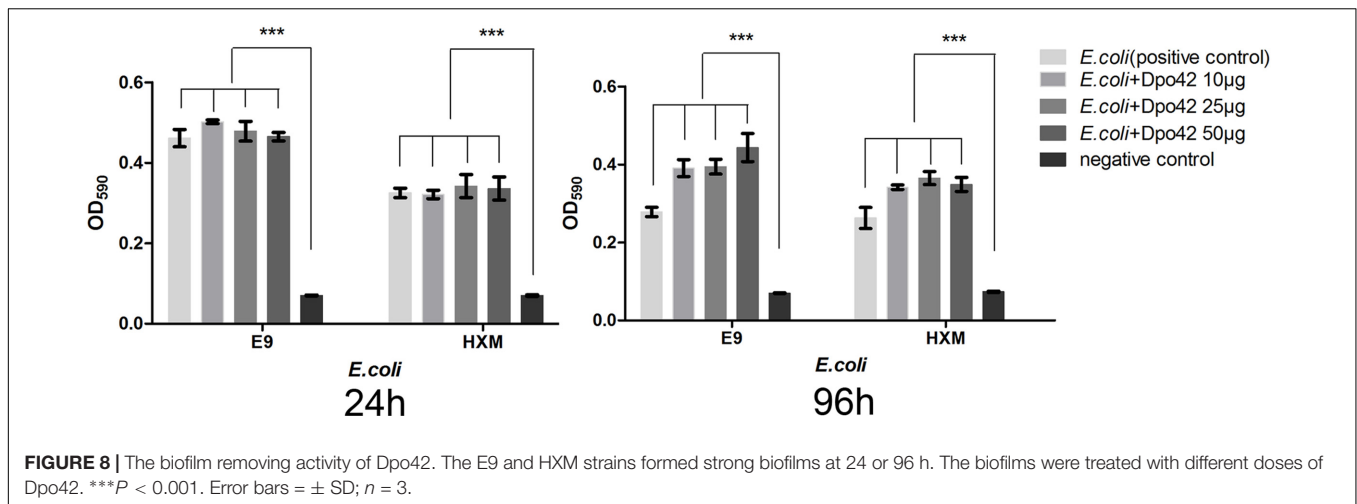 ***
***
0.6
0.4
0.2
0.0
OD590
E9
HXM
E.coli
24h
***
***
0.6
0.4
0.2
0.0
OD590
E9
HXM
E.coli
96h
E.coli(positive control)
E.coli+Dpo42 10μg
E.coli+Dpo42 25μg
E.coli+Dpo42 50μg
negative control
FIGURE 8 | The biofilm removing activity of Dpo42. The E9 and HXM strains formed strong biofilms at 24 or 96 h. The biofilms were treated with different doses of
Dpo42. ***P < 0.001. Error bars = ± SD; n = 3.